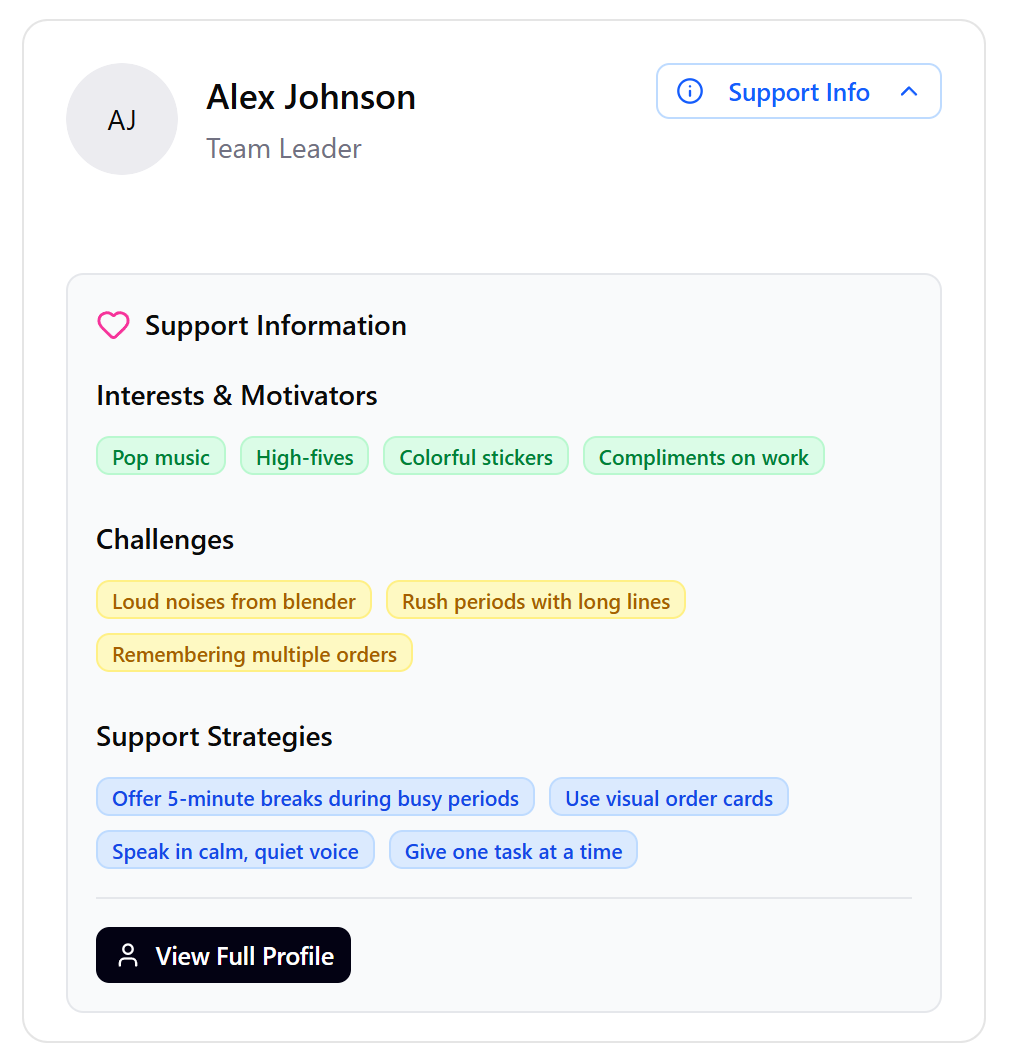 AJ
Alex Johnson
Team Leader
Support Info
Support Information
Interests & Motivators
Pop music High-fives Colorful stickers Compliments on work
Challenges
Loud noises from blender Rush periods with long lines
Remembering multiple orders
Support Strategies
Offer 5-minute breaks during busy periods Use visual order cards
Speak in calm, quiet voice Give one task at a time
View Full Profile